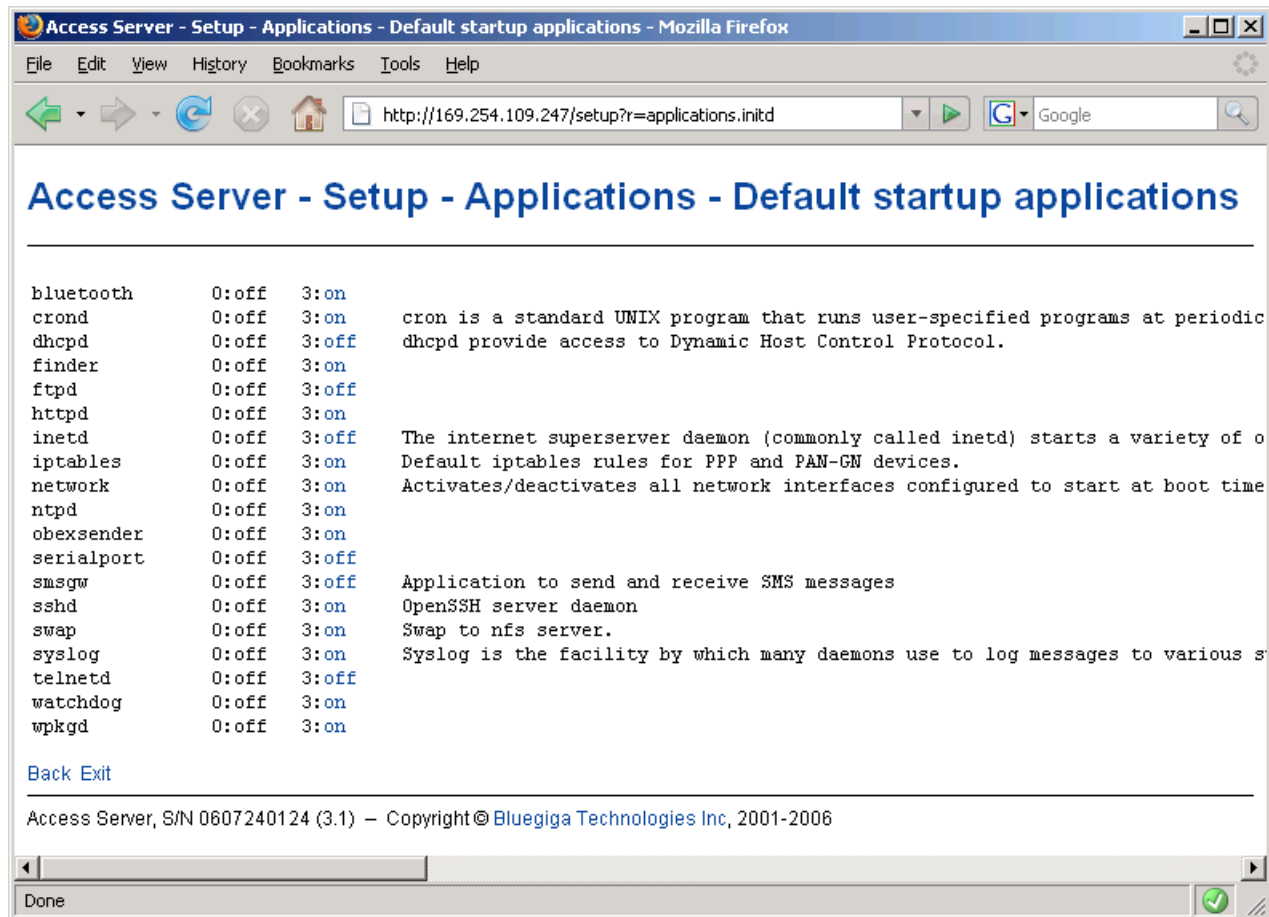 Access Server - Setup - Applications - Default startup applications - Mozilla Firefox
File Edit View History Bookmarks Tools Help
http://169.254.109.247/setup?r=applications.initd G Google
Access Server - Setup - Applications - Default startup applications
bluetooth 0:off 3:on
crond 0:off 3:on cron is a standard UNIX program that runs user-specified programs at periodic
dhcpd 0:off 3:off dhcpd provide access to Dynamic Host Control Protocol.
finder 0:off 3:on
ftpd 0:off 3:off
httpd 0:off 3:on
inetd 0:off 3:off The internet superserver daemon (commonly called inetd) starts a variety of o
iptables 0:off 3:on Default iptables rules for PPP and PAN-GN devices.
network 0:off 3:on Activates/deactivates all network interfaces configured to start at boot time
ntpd 0:off 3:on
obexsender 0:off 3:on
serialport 0:off 3:off
smsgw 0:off 3:off Application to send and receive SMS messages
sshd 0:off 3:on OpenSSH server daemon
swap 0:off 3:on Swap to nfs server.
syslog 0:off 3:on Syslog is the facility by which many daemons use to log messages to various s
telnetd 0:off 3:off
watchdog 0:off 3:on
wpkgd 0:off 3:on
Back Exit
Access Server, S/N 0607240124 (3.1) – Copyright © Bluegiga Technologies Inc, 2001-2006
Done